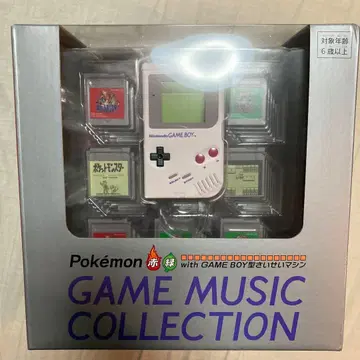 対象年齢
6歳以上
Nintendo GAME BOY™
ポケットモンスター
Pokémon 赤 緑 with GAME BOY型さいせいマシン
GAME MUSIC
COLLECTION